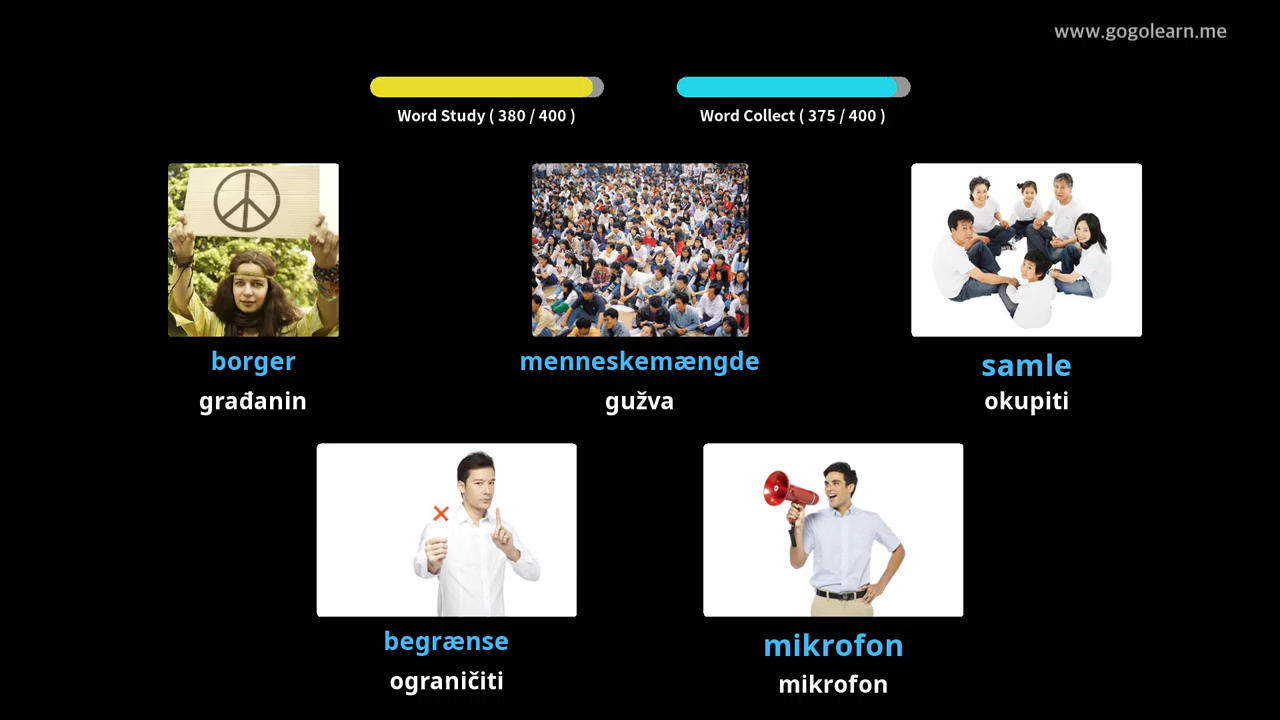 www.gogolearn.me
Word Study ( 380 / 400 )
Word Collect ( 375 / 400 )
borger
građanin
menneskemængde
gužva
samle
okupiti
begrænse
ograničiti
mikrofon
mikrofon